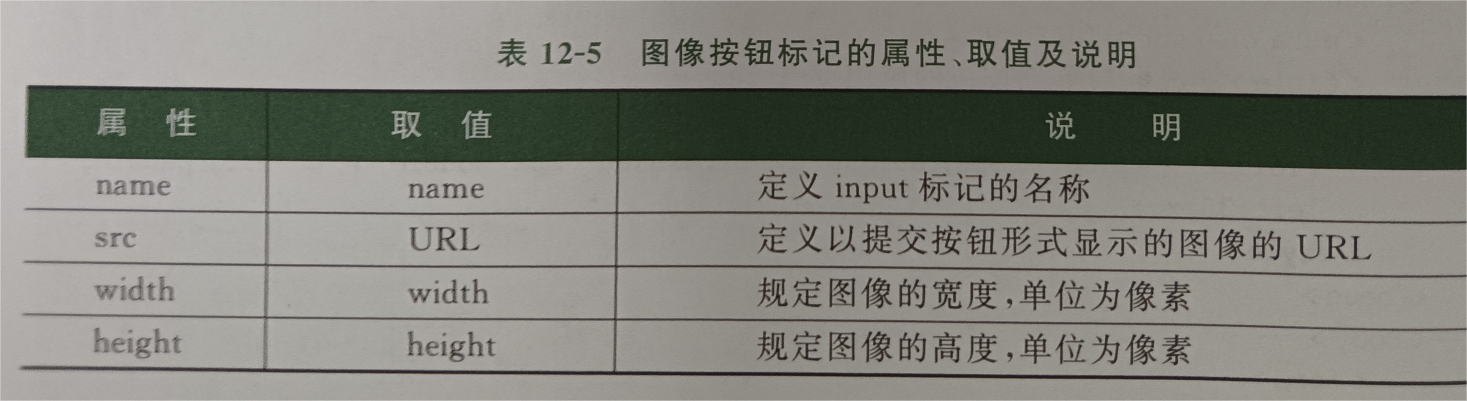 表 12-5 图像按钮标记的属性、取值及说明
属 性 取 值 说 明
name name 定义 input 标记的名称
src URL 定义以提交按钮形式显示的图像的 URL
width width 规定图像的宽度,单位为像素
height height 规定图像的高度,单位为像素